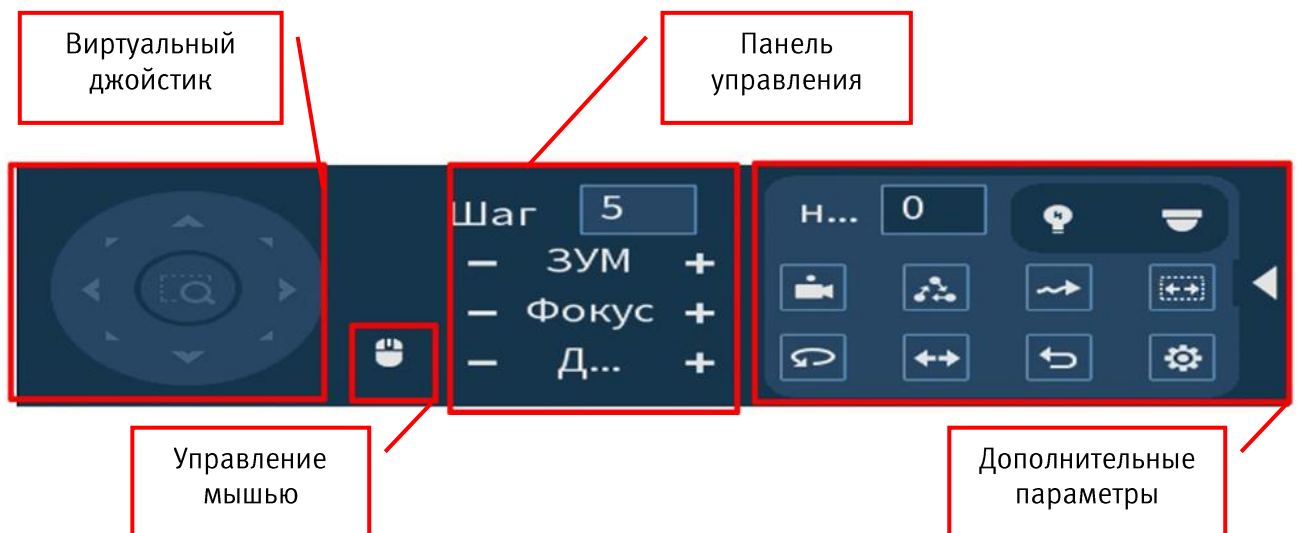 Виртуальный
джойстик
Панель
управления
Шаг 5
– ЗУМ +
– Фокус +
– Д... +
Н... 0
Управление
мышью
Дополнительные
параметры